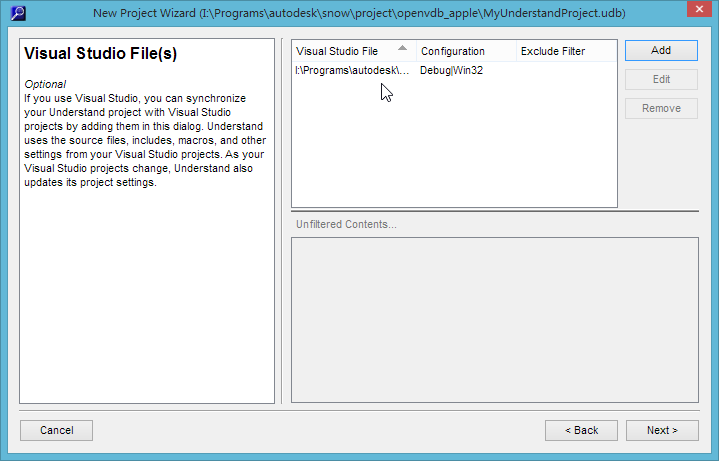 New Project Wizard (I:\Programs\autodesk\snow\project\openvdb_apple\MyUnderstandProject.udb)
Visual Studio File(s)
Optional
If you use Visual Studio, you can synchronize
your Understand project with Visual Studio
projects by adding them in this dialog. Understand
uses the source files, includes, macros, and other
settings from your Visual Studio projects. As your
Visual Studio projects change, Understand also
updates its project settings.
Visual Studio File Configuration Exclude Filter
I:\Programs\autodesk\... Debug|Win32
Add
Edit
Remove
Unfiltered Contents...
Cancel
< Back
Next >